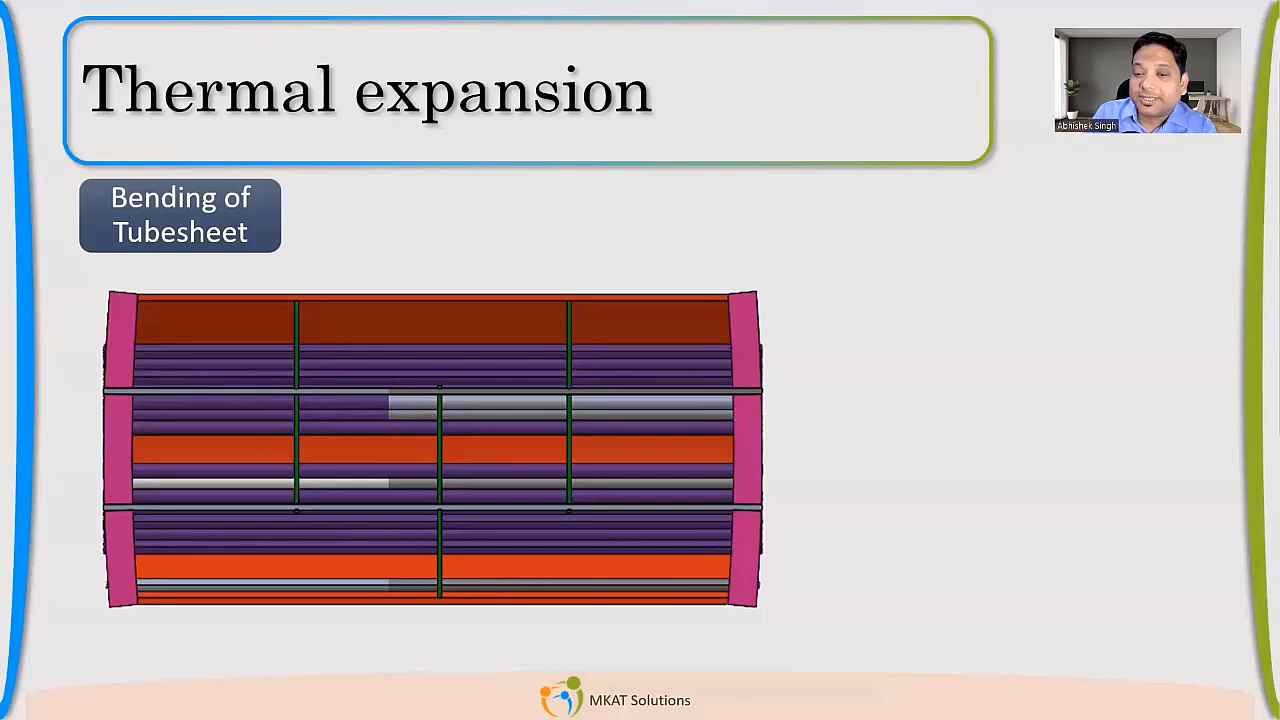 Thermal expansion
Abhishek Singh
Bending of
Tubesheet
MKAT Solutions